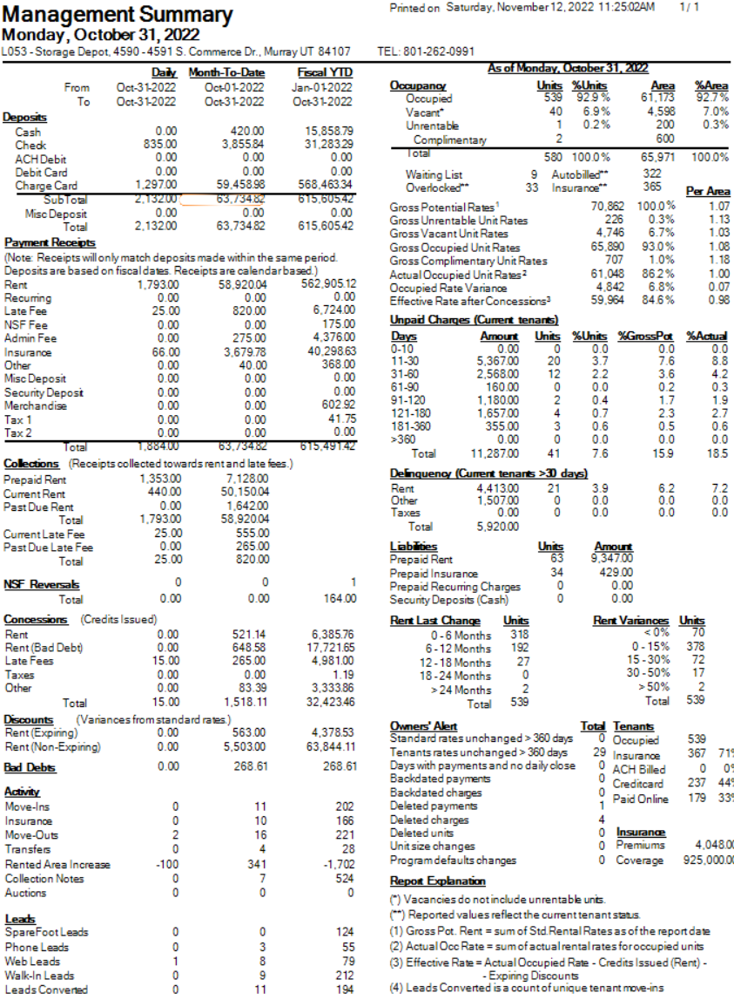 Management Summary
Monday, October 31, 2022
Printed on Saturday, November 12, 2022 11:25:02AM 1/1
L053 - Storage Depot, 4590 - 4591 S. Commerce Dr., Murray UT 84107 TEL: 801-262-0991
Daily Month-To-Date Fiscal YTD
From Oct-31-2022 Oct-01-2022 Jan-01-2022
To Oct-31-2022 Oct-31-2022 Oct-31-2022
Deposits
Cash 0.00 420.00 15,858.79
Check 835.00 3,855.84 31,283.29
ACH Debit 0.00 0.00 0.00
Debit Card 0.00 0.00 0.00
Charge Card 1,297.00 59,458.98 568,463.34
SubTotal 2,132.00 63,734.82 615,605.42
Misc Deposit 0.00 0.00 0.00
Total 2,132.00 63,734.82 615,605.42
Payment Receipts
(Note: Receipts will only match deposits made within the same period.
Deposits are based on fiscal dates. Receipts are calendar based.)
Rent 1,793.00 58,920.04 562,905.12
Recurring 0.00 0.00 0.00
Late Fee 25.00 820.00 6,724.00
NSF Fee 0.00 0.00 175.00
Admin Fee 0.00 275.00 4,376.00
Insurance 66.00 3,679.78 40,298.63
Other 0.00 40.00 368.00
Misc Deposit 0.00 0.00 0.00
Security Deposit 0.00 0.00 0.00
Merchandise 0.00 0.00 602.92
Tax 1 0.00 0.00 41.75
Tax 2 0.00 0.00 0.00
Total 1,884.00 63,734.82 615,491.42
Collections (Receipts collected towards rent and late fees.)
Prepaid Rent 1,353.00 7,128.00
Current Rent 440.00 50,150.04
Past Due Rent 0.00 1,642.00
Total 1,793.00 58,920.04
Current Late Fee 25.00 555.00
Past Due Late Fee 0.00 265.00
Total 25.00 820.00
NSF Reversals 0 0 1
Total 0.00 0.00 164.00
Concessions (Credits Issued)
Rent 0.00 521.14 6,385.76
Rent (Bad Debt) 0.00 648.58 17,721.65
Late Fees 15.00 265.00 4,981.00
Taxes 0.00 0.00 1.19
Other 0.00 83.39 3,333.86
Total 15.00 1,518.11 32,423.46
Discounts (Variances from standard rates.)
Rent (Expiring) 0.00 563.00 4,378.53
Rent (Non-Expiring) 0.00 5,503.00 63,844.11
Bad Debts 0.00 268.61 268.61
Activity
Move-Ins 0 11 202
Insurance 0 10 166
Move-Outs 2 16 221
Transfers 0 4 28
Rented Area Increase -100 341 -1,702
Collection Notes 0 7 524
Auctions 0 0 0
Leads
SpareFoot Leads 0 0 124
Phone Leads 0 3 55
Web Leads 1 8 79
Walk-In Leads 0 9 212
Leads Converted 0 11 194
As of Monday, October 31, 2022
Occupancy Units %Units Area %Area
Occupied 539 92.9 % 61,173 92.7%
Vacant* 40 6.9% 4,598 7.0%
Unrentable 1 0.2% 200 0.3%
Complimentary 2 600
Total 580 100.0% 65,971 100.0%
Waiting List 9 Autobilled** 322
Overlocked** 33 Insurance** 365 Per Area
Gross Potential Rates¹ 70,862 100.0 % 1.07
Gross Unrentable Unit Rates 226 0.3% 1.13
Gross Vacant Unit Rates 4,746 6.7% 1.03
Gross Occupied Unit Rates 65,890 93.0% 1.08
Gross Complimentary Unit Rates 707 1.0% 1.18
Actual Occupied Unit Rates² 61,048 86.2% 1.00
Occupied Rate Variance 4,842 6.8% 0.07
Effective Rate after Concessions³ 59,964 84.6% 0.98
Unpaid Charges (Current tenants)
Days Amount Units %Units %GrossPot %Actual
0-10 0.00 0 0.0 0.0 0.0
11-30 5,367.00 20 3.7 7.6 8.8
31-60 2,568.00 12 2.2 3.6 4.2
61-90 160.00 0 0.0 0.2 0.3
91-120 1,180.00 2 0.4 1.7 1.9
121-180 1,657.00 4 0.7 2.3 2.7
181-360 355.00 3 0.6 0.5 0.6
>360 0.00 0 0.0 0.0 0.0
Total 11,287.00 41 7.6 15.9 18.5
Delinquency (Current tenants >30 days)
Rent 4,413.00 21 3.9 6.2 7.2
Other 1,507.00 0 0.0 0.0 0.0
Taxes 0.00 0 0.0 0.0 0.0
Total 5,920.00
Liabilities Units Amount
Prepaid Rent 63 9,347.00
Prepaid Insurance 34 429.00
Prepaid Recurring Charges 0 0.00
Security Deposits (Cash) 0 0.00
Rent Last Change Units Rent Variances Units
0 - 6 Months 318 < 0% 70
6 - 12 Months 192 0 - 15% 378
12 - 18 Months 27 15 - 30% 72
18 - 24 Months 0 30 - 50% 17
> 24 Months 2 > 50% 2
Total 539 Total 539
Owners' Alert Total Tenants
Standard rates unchanged > 360 days 0 Occupied 539
Tenants rates unchanged > 360 days 29 Insurance 367 71%
Days with payments and no daily close 0 ACH Billed 0 0%
Backdated payments 0 Creditcard 237 44%
Backdated charges 0 Paid Online 179 33%
Deleted payments 1
Deleted charges 4
Deleted units 0 Insurance
Unit size changes 0 Premiums 4,048.00
Program defaults changes 0 Coverage 925,000.00
Report Explanation
(*) Vacancies do not include unrentable units.
(**) Reported values reflect the current tenant status.
(1) Gross Pot. Rent = sum of Std.Rental Rates as of the report date
(2) Actual Occ Rate = sum of actual rental rates for occupied units
(3) Effective Rate = Actual Occupied Rate - Credits Issued (Rent) -
- Expiring Discounts
(4) Leads Converted is a count of unique tenant move-ins